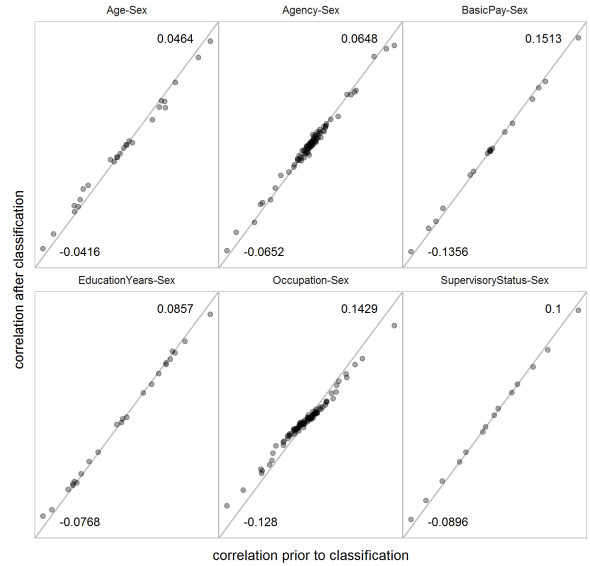 Age-Sex Agency-Sex BasicPay-Sex
0.0464 0.0648 0.1513
-0.0416 -0.0652 -0.1356
correlation after classification
EducationYears-Sex Occupation-Sex SupervisoryStatus-Sex
0.0857 0.1429 0.1
-0.0768 -0.128 -0.0896
correlation prior to classification